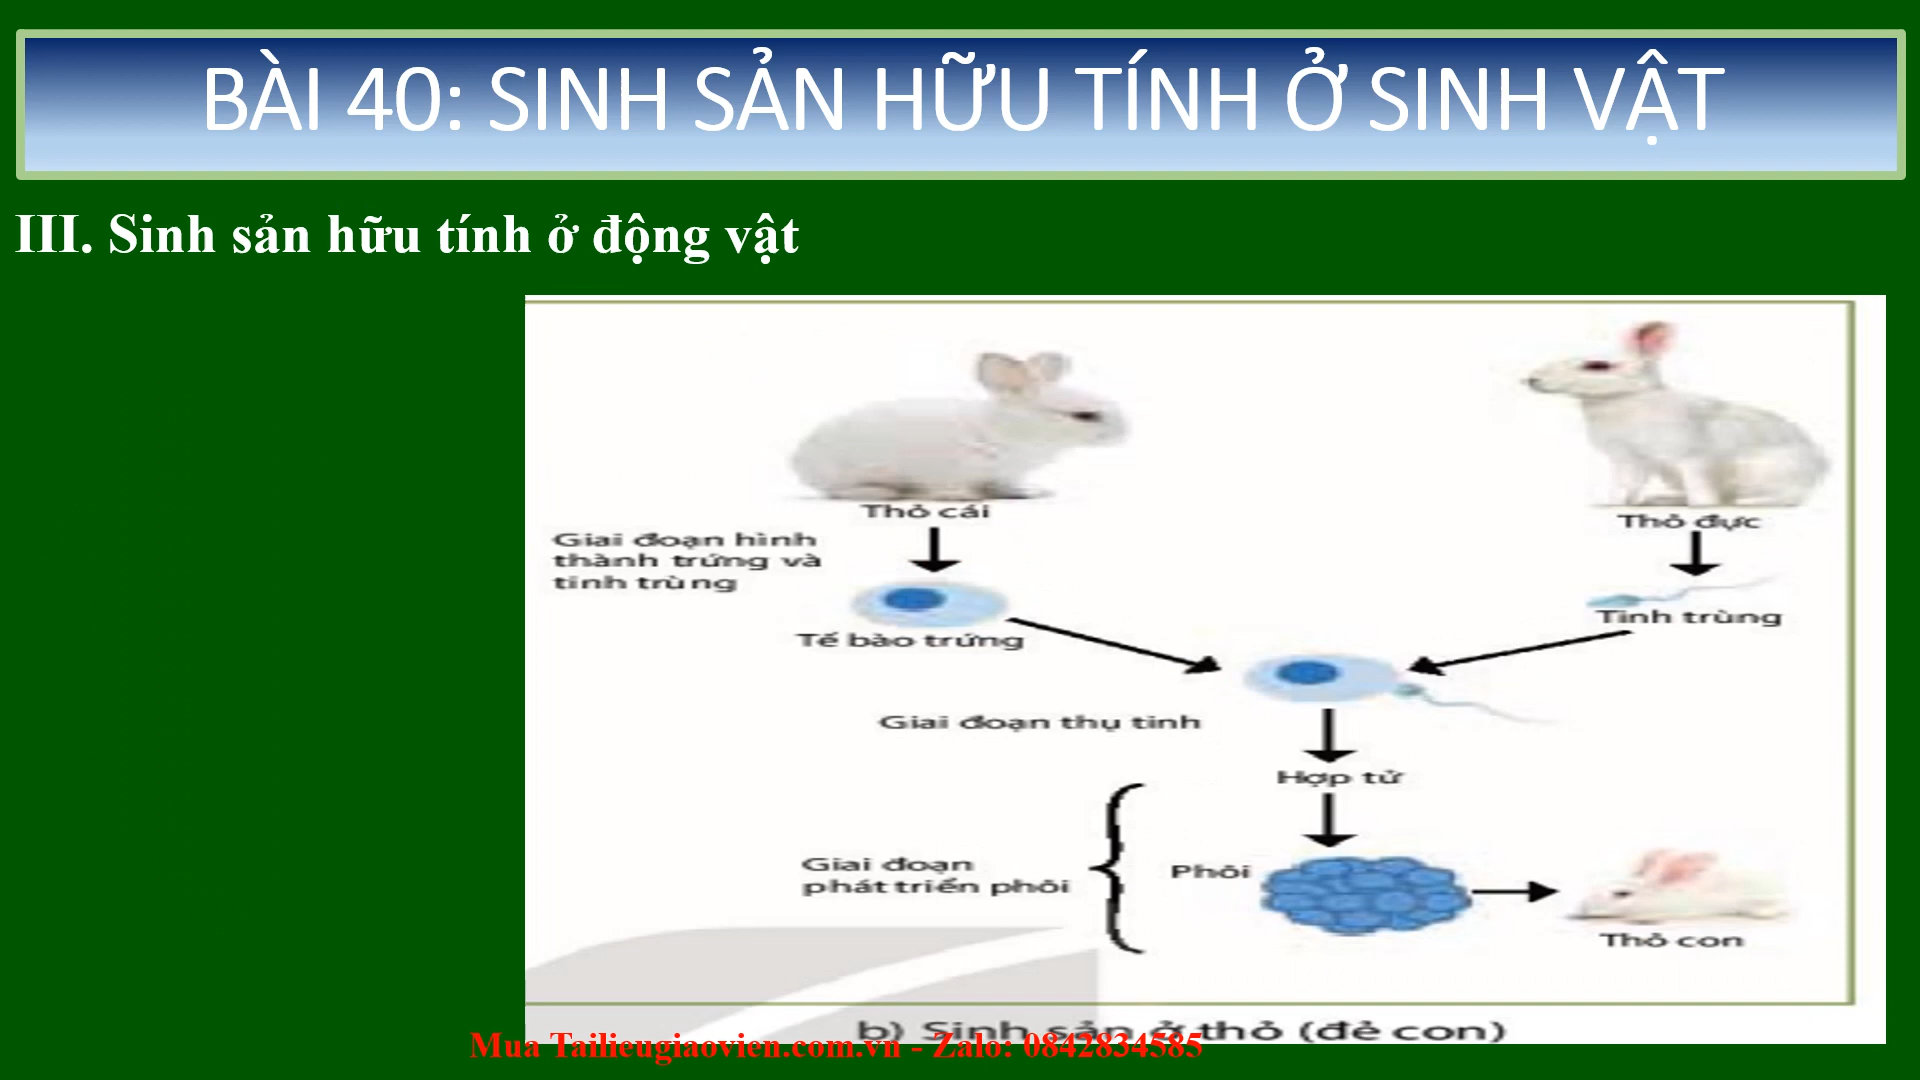 BÀI 40: SINH SẢN HỮU TÍNH Ở SINH VẬT
III. Sinh sản hữu tính ở động vật
Thỏ cái
Thỏ đực
Giai đoạn hình
thành trứng và
tinh trùng
Tế bào trứng
Tinh trùng
Giai đoạn thụ tinh
Hợp tử
Giai đoạn
phát triển phôi
Phôi
Thỏ con
b) Sinh sản ở thỏ (đẻ con)
Mua Tailieugiaovien.com.vn - Zalo: 0842834585